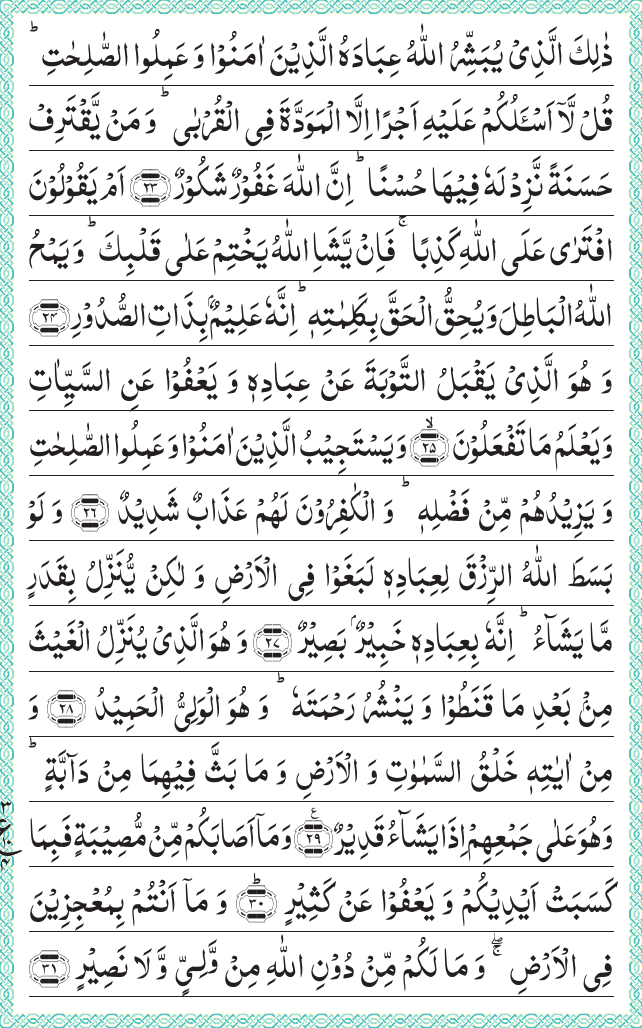 ذٰلِكَ الَّذِیْ یُبَشِّرُ اللّٰهُ عِبَادَهُ الَّذِیْنَ اٰمَنُوْا وَ عَمِلُوا الصّٰلِحٰتِؕ
قُلْ لَّاۤ اَسْـَٔلُكُمْ عَلَیْهِ اَجْرًا اِلَّا الْمَوَدَّةَ فِی الْقُرْبٰىؕ وَ مَنْ یَّقْتَرِفْ
حَسَنَةً نَّزِدْ لَهٗ فِیْهَا حُسْنًاؕ اِنَّ اللّٰهَ غَفُوْرٌ شَكُوْرٌ ﴿۲۳﴾ اَمْ یَقُوْلُوْنَ
افْتَرٰى عَلَى اللّٰهِ كَذِبًاۚ فَاِنْ یَّشَاِ اللّٰهُ یَخْتِمْ عَلٰى قَلْبِكَؕ وَ یَمْحُ
اللّٰهُ الْبَاطِلَ وَ یُحِقُّ الْحَقَّ بِكَلِمٰتِهٖؕ اِنَّهٗ عَلِیْمٌۢ بِذَاتِ الصُّدُوْرِ ﴿۲۴﴾
وَ هُوَ الَّذِیْ یَقْبَلُ التَّوْبَةَ عَنْ عِبَادِهٖ وَ یَعْفُوْا عَنِ السَّیِّاٰتِ
وَ یَعْلَمُ مَا تَفْعَلُوْنَ ﴿۲۵﴾ۙ وَ یَسْتَجِیْبُ الَّذِیْنَ اٰمَنُوْا وَ عَمِلُوا الصّٰلِحٰتِ
وَ یَزِیْدُهُمْ مِّنْ فَضْلِهٖؕ وَ الْكٰفِرُوْنَ لَهُمْ عَذَابٌ شَدِیْدٌ ﴿۲۶﴾ وَ لَوْ
بَسَطَ اللّٰهُ الرِّزْقَ لِعِبَادِهٖ لَبَغَوْا فِی الْاَرْضِ وَ لٰكِنْ یُّنَزِّلُ بِقَدَرٍ
مَّا یَشَآءُؕ اِنَّهٗ بِعِبَادِهٖ خَبِیْرٌۢ بَصِیْرٌ ﴿۲۷﴾ وَ هُوَ الَّذِیْ یُنَزِّلُ الْغَیْثَ
مِنْۢ بَعْدِ مَا قَنَطُوْا وَ یَنْشُرُ رَحْمَتَهٗؕ وَ هُوَ الْوَلِیُّ الْحَمِیْدُ ﴿۲۸﴾ وَ
مِنْ اٰیٰتِهٖ خَلْقُ السَّمٰوٰتِ وَ الْاَرْضِ وَ مَا بَثَّ فِیْهِمَا مِنْ دَآبَّةٍؕ
وَ هُوَ عَلٰى جَمْعِهِمْ اِذَا یَشَآءُ قَدِیْرٌ ﴿۲۹﴾ع وَ مَاۤ اَصَابَكُمْ مِّنْ مُّصِیْبَةٍ فَبِمَا
كَسَبَتْ اَیْدِیْكُمْ وَ یَعْفُوْا عَنْ كَثِیْرٍ ﴿۳۰﴾ؕ وَ مَاۤ اَنْتُمْ بِمُعْجِزِیْنَ
فِی الْاَرْضِۖۚ وَ مَا لَكُمْ مِّنْ دُوْنِ اللّٰهِ مِنْ وَّلِیٍّ وَّ لَا نَصِیْرٍ ﴿۳۱﴾